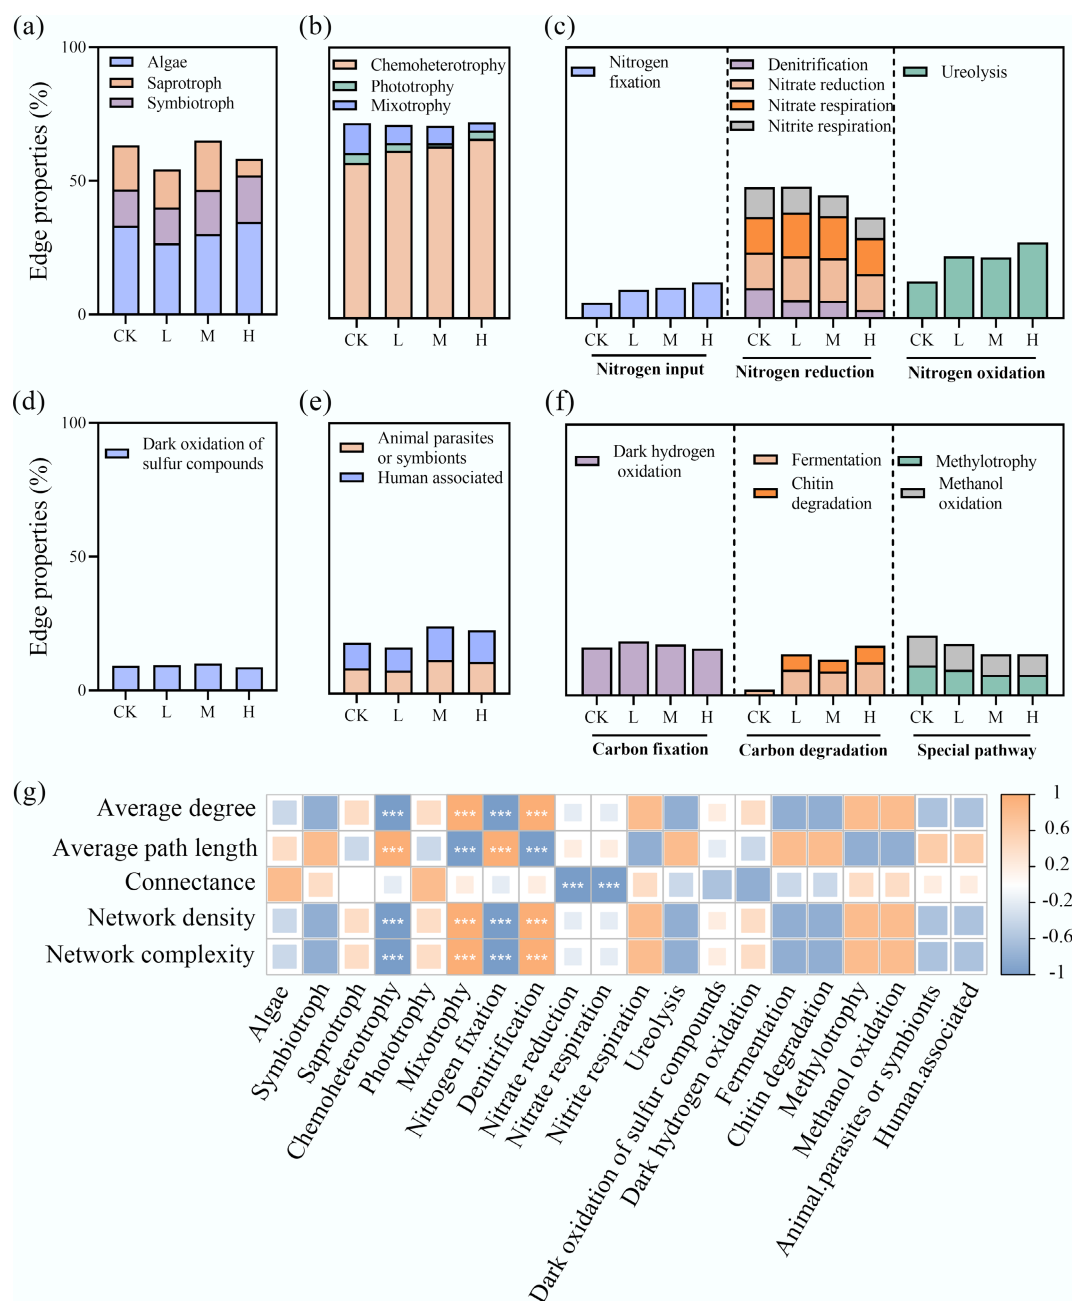 (a)
(b)
(c)
Edge properties (%)
100
50
0
Algae
Saprotroph
Symbiotroph
CK
L
M
H
Chemoheterotrophy
Phototrophy
Mixotrophy
CK
L
M
H
Nitrogen
fixation
Denitrification
Nitrate reduction
Nitrate respiration
Nitrite respiration
Ureolysis
CK
L
M
H
CK
L
M
H
CK
L
M
H
Nitrogen input
Nitrogen reduction
Nitrogen oxidation
(d)
(e)
(f)
Edge properties (%)
100
50
0
Dark oxidation of
sulfur compounds
CK
L
M
H
Animal parasites
or symbionts
Human associated
CK
L
M
H
Dark hydrogen
oxidation
Fermentation
Chitin
degradation
Methylotrophy
Methanol
oxidation
CK
L
M
H
CK
L
M
H
CK
L
M
H
Carbon fixation
Carbon degradation
Special pathway
(g)
Average degree
*** *** *** ***
Average path length
*** *** *** ***
Connectance
*** ***
Network density
*** *** *** ***
Network complexity
*** *** *** ***
1
0.6
0.2
-0.2
-0.6
-1
Algae
Symbiotroph
Saprotroph
Chemoheterotrophy
Phototrophy
Mixotrophy
Nitrogen fixation
Denitrification
Nitrate reduction
Nitrate respiration
Nitrite respiration
Ureolysis
Dark oxidation of sulfur compounds
Dark hydrogen oxidation
Fermentation
Chitin degradation
Methylotrophy
Methanol oxidation
Animal.parasites or symbionts
Human.associated